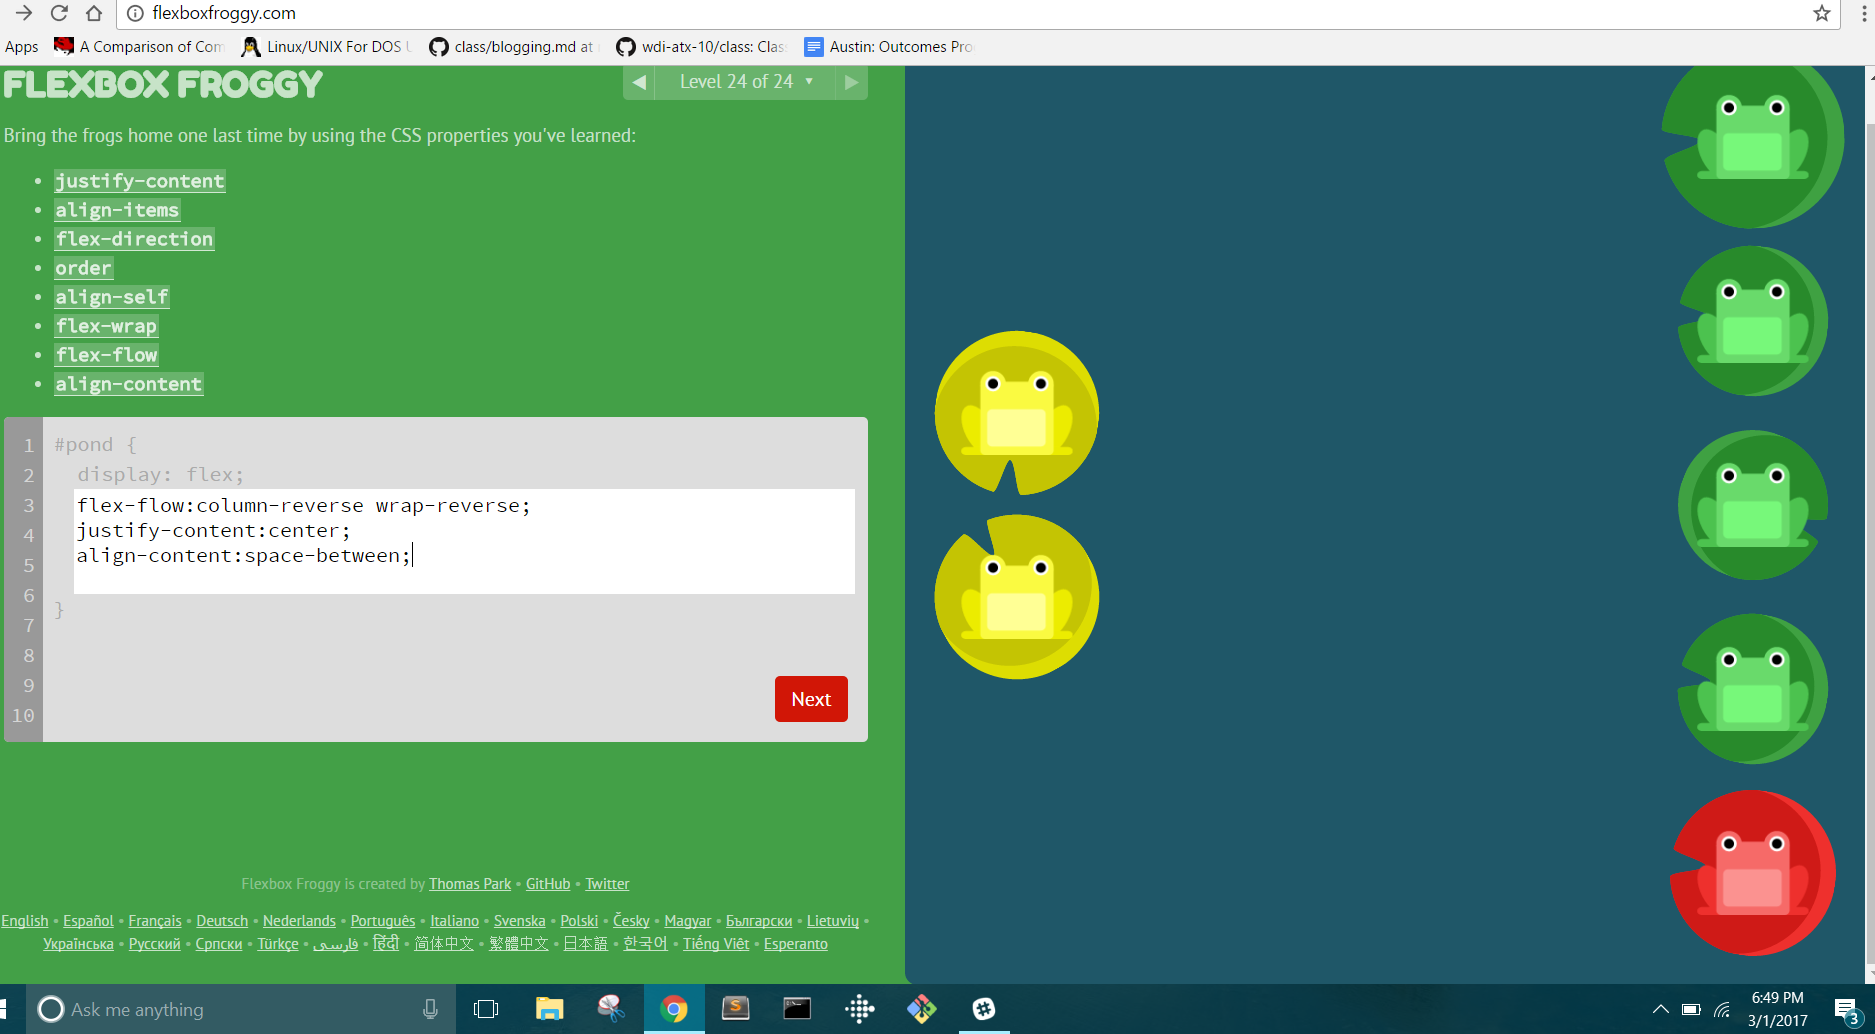 flexboxfroggy.com
Apps A Comparison of Com Linux/UNIX For DOS U class/blogging.md at wdi-atx-10/class: Class Austin: Outcomes Pro
FLEXBOX FROGGY
Level 24 of 24
Bring the frogs home one last time by using the CSS properties you've learned:
justify-content
align-items
flex-direction
order
align-self
flex-wrap
flex-flow
align-content
1 #pond {
2 display: flex;
3 flex-flow:column-reverse wrap-reverse;
4 justify-content:center;
5 align-content:space-between;
6 }
7
8
9
10
Next
Flexbox Froggy is created by Thomas Park • GitHub • Twitter
English • Español • Français • Deutsch • Nederlands • Português • Italiano • Svenska • Polski • Česky • Magyar • Български • Lietuvių •
Українська • Русский • Српски • Türkçe • فارسی • हिंदी • 简体中文 • 繁體中文 • 日本語 • 한국어 • Tiếng Việt • Esperanto
Ask me anything
6:49 PM
3/1/2017
3